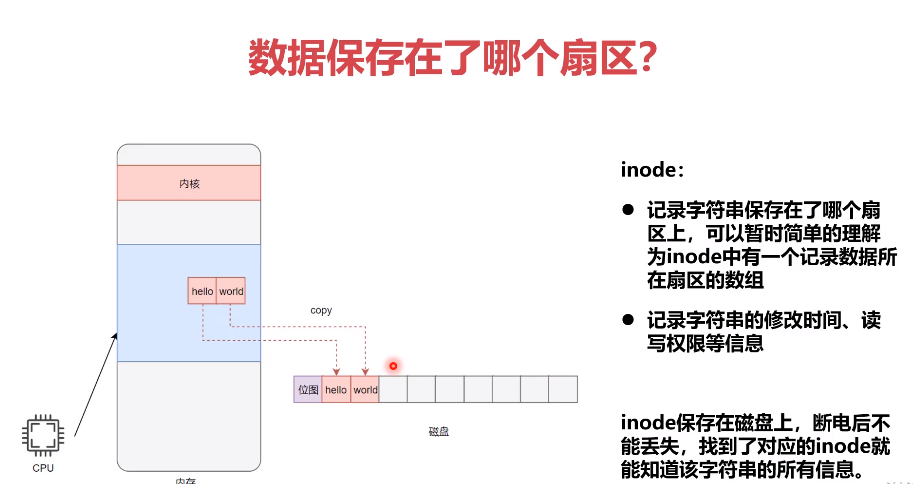 数据保存在了哪个扇区？
内核
hello world
copy
位图 hello world
磁盘
CPU
内存
inode：
● 记录字符串保存在了哪个扇
区上，可以暂时简单的理解
为inode中有一个记录数据所
在扇区的数组
● 记录字符串的修改时间、读
写权限等信息
inode保存在磁盘上，断电后不
能丢失，找到了对应的inode就
能知道该字符串的所有信息。